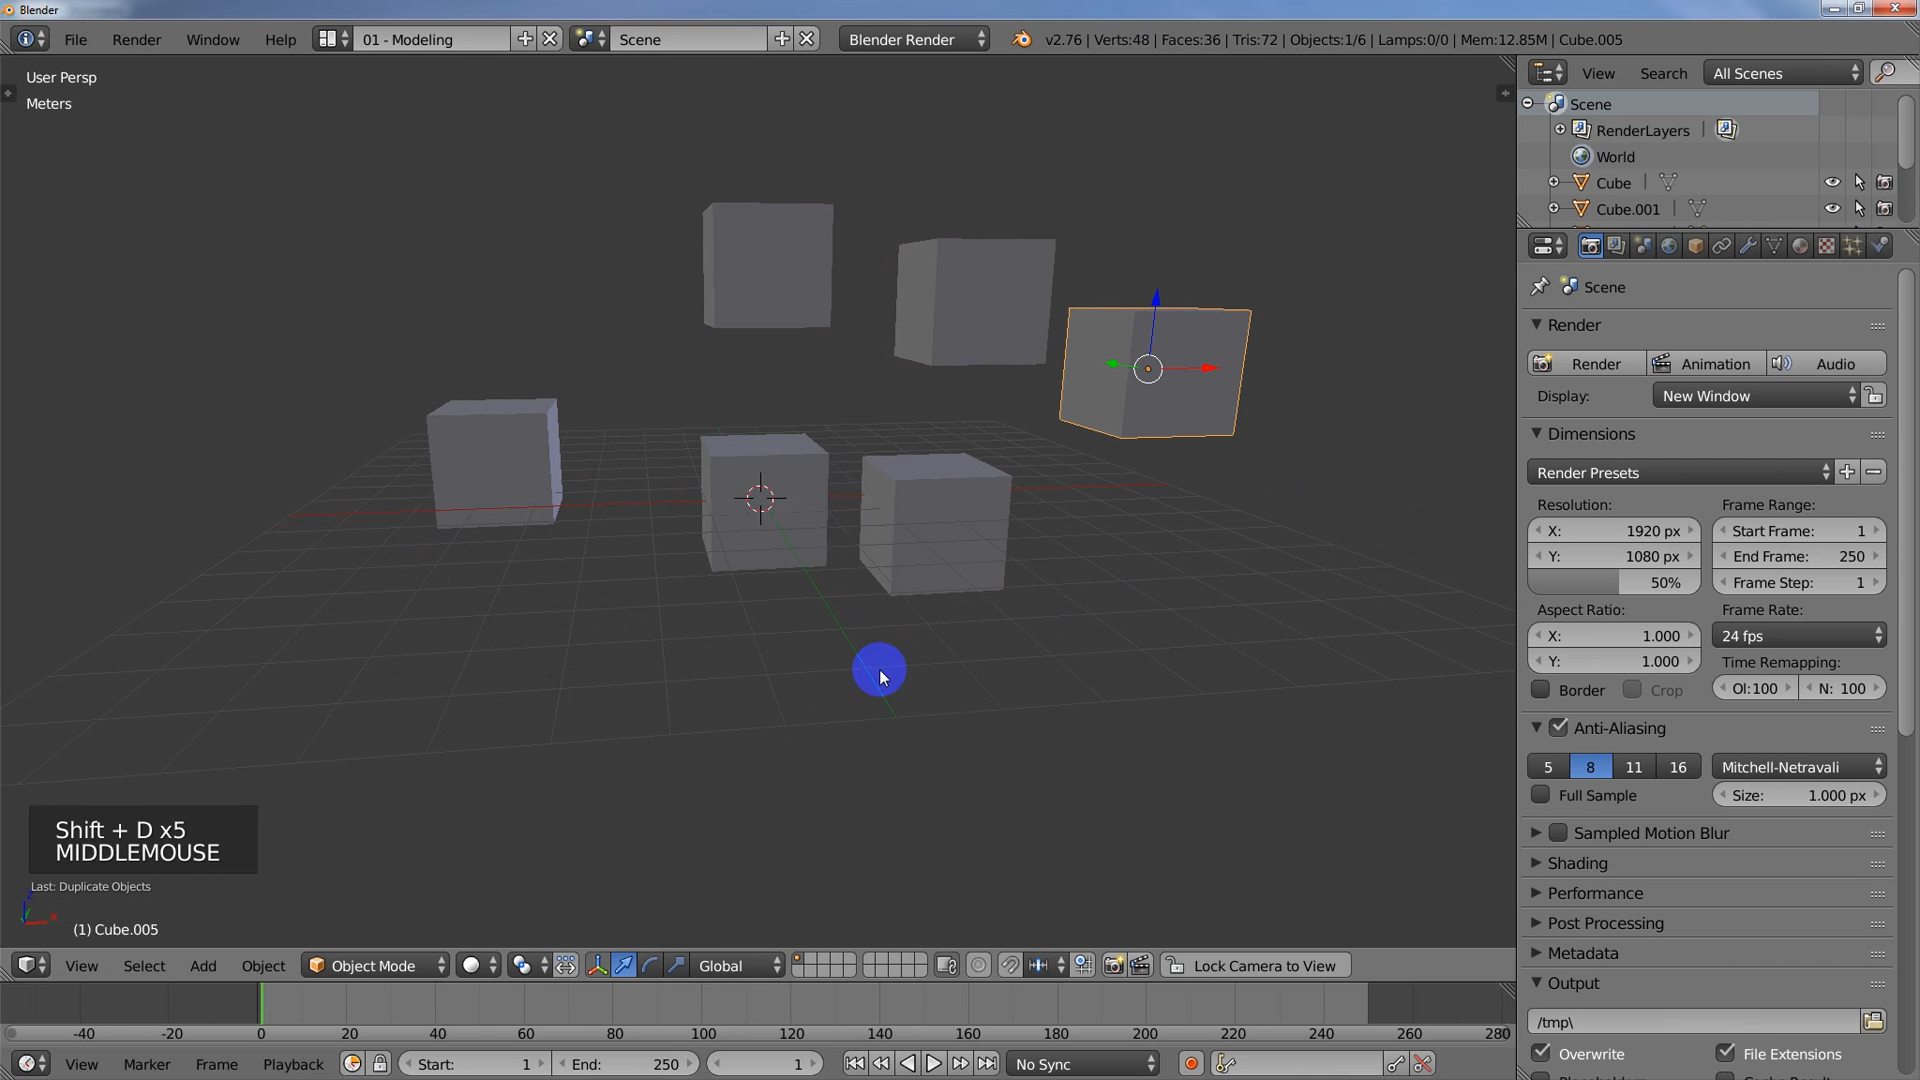 Blender
File Render Window Help 01 - Modeling Scene Blender Render v2.76 | Verts:48 | Faces:36 | Tris:72 | Objects:1/6 | Lamps:0/0 | Mem:12.85M | Cube.005
User Persp
Meters
View Search All Scenes
Scene
RenderLayers
World
Cube
Cube.001
Scene
Render
Render Animation Audio
Display: New Window
Dimensions
Render Presets
Resolution: Frame Range:
X: 1920 px Start Frame: 1
Y: 1080 px End Frame: 250
50% Frame Step: 1
Aspect Ratio: Frame Rate:
X: 1.000 24 fps
Y: 1.000 Time Remapping:
Border Crop Ol:100 N: 100
Anti-Aliasing
5 8 11 16 Mitchell-Netravali
Full Sample Size: 1.000 px
Sampled Motion Blur
Shading
Performance
Post Processing
Metadata
Output
/tmp\
Overwrite File Extensions
Shift + D x5
MIDDLEMOUSE
Last: Duplicate Objects
(1) Cube.005
View Select Add Object Object Mode Global Lock Camera to View
-40 -20 0 20 40 60 80 100 120 140 160 180 200 220 240 260 280
View Marker Frame Playback Start: 1 End: 250 1 No Sync